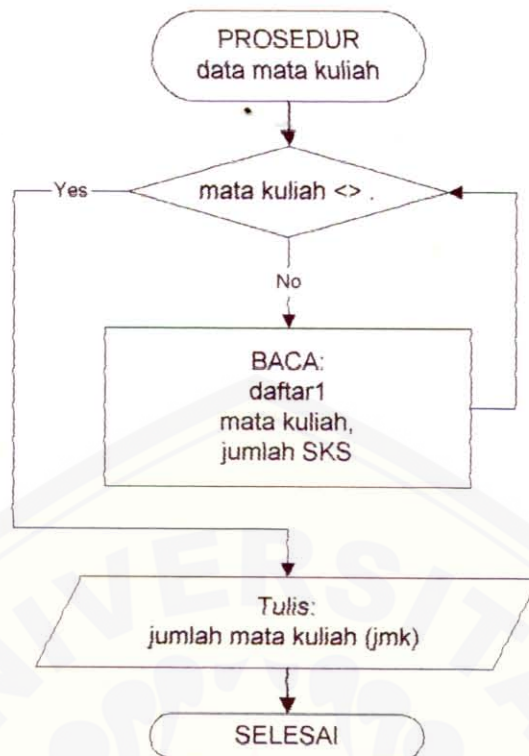 PROSEDUR
data mata kuliah
mata kuliah <> .
Yes
No
BACA:
daftar1
mata kuliah,
jumlah SKS
Tulis:
jumlah mata kuliah (jmk)
SELESAI
UNIVERSITA